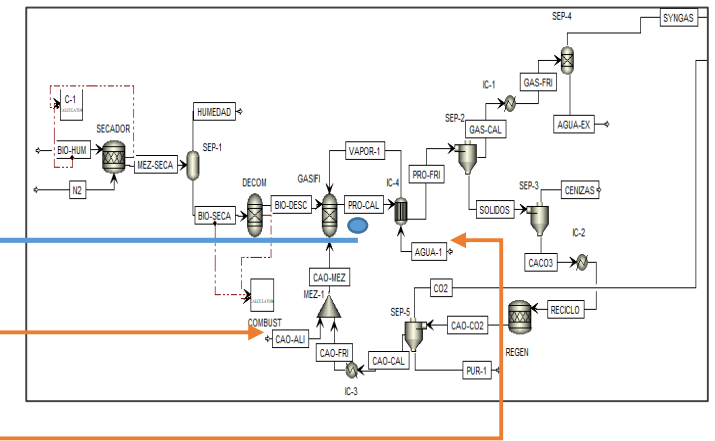 SEP-4
SYNGAS
IC-1
GAS-FRI
C-1
CALCULATOR
HUMEDAD
SEP-2
GAS-CAL
AGUA-EX
SECADOR
BIO-HUM
SEP-1
VAPOR-1
MEZ-SECA
PRO-FRI
N2
DECOM
GASIFI
IC-4
SEP-3
CENIZAS
BIO-DESC
PRO-CAL
SOLIDOS
BIO-SECA
IC-2
AGUA-1
CACO3
CAO-MEZ
CO2
MEZ-1
CALCULATOR
SEP-5
RECICLO
COMBUST
CAO-CO2
CAO-ALI
CAO-FRI
CAO-CAL
REGEN
PUR-1
IC-3